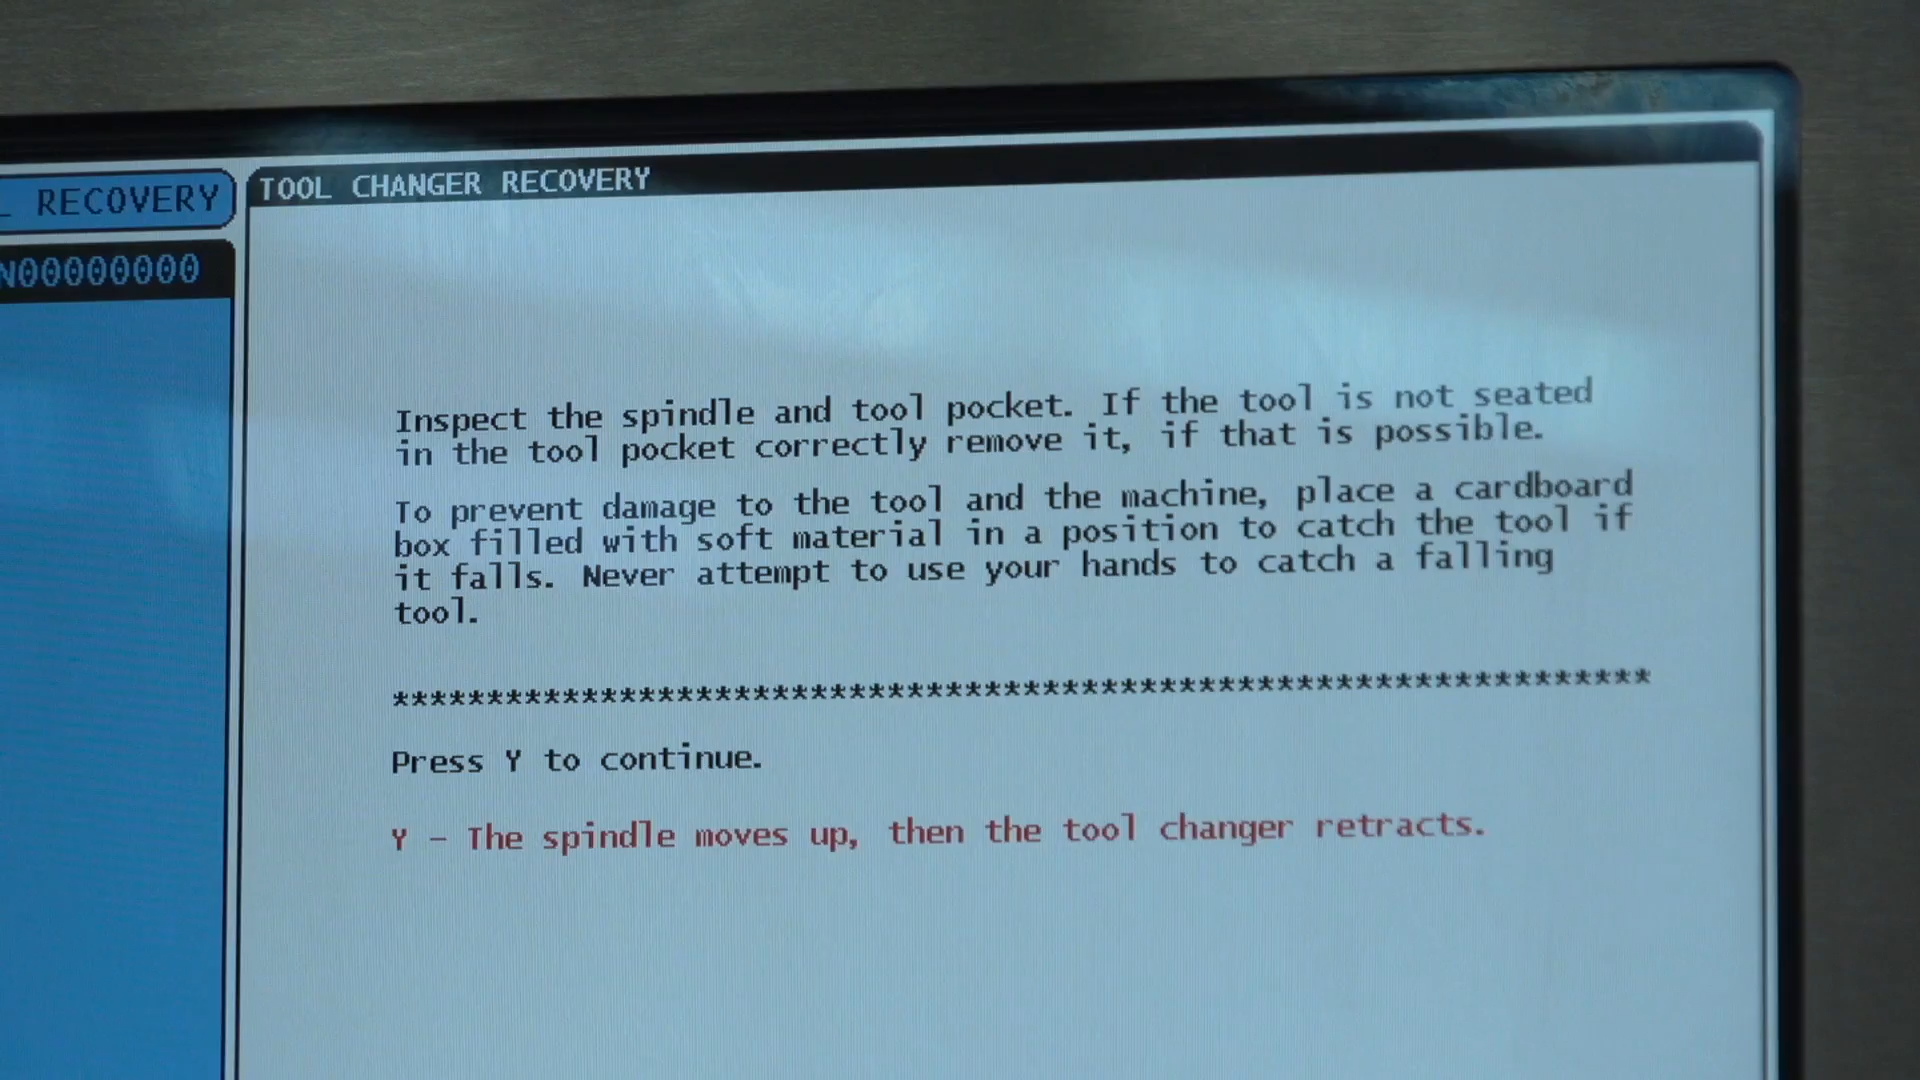 RECOVERY
N00000000
TOOL CHANGER RECOVERY
Inspect the spindle and tool pocket. If the tool is not seated
in the tool pocket correctly remove it, if that is possible.
To prevent damage to the tool and the machine, place a cardboard
box filled with soft material in a position to catch the tool if
it falls. Never attempt to use your hands to catch a falling
tool.
******************************************************************
Press Y to continue.
Y - The spindle moves up, then the tool changer retracts.